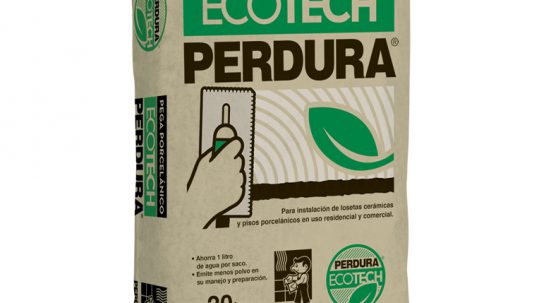 ECOTECH
PERDURA®
Para instalación de losetas cerámicas
y pisos porcelánicos en uso residencial y comercial.
• Ahorra 1 litro
de agua por saco.
• Emite menos polvo en
su manejo y preparación.
PERDURA
ECOTECH
20
PEGA PORCELÁNICO
ECOTECH
PERDURA